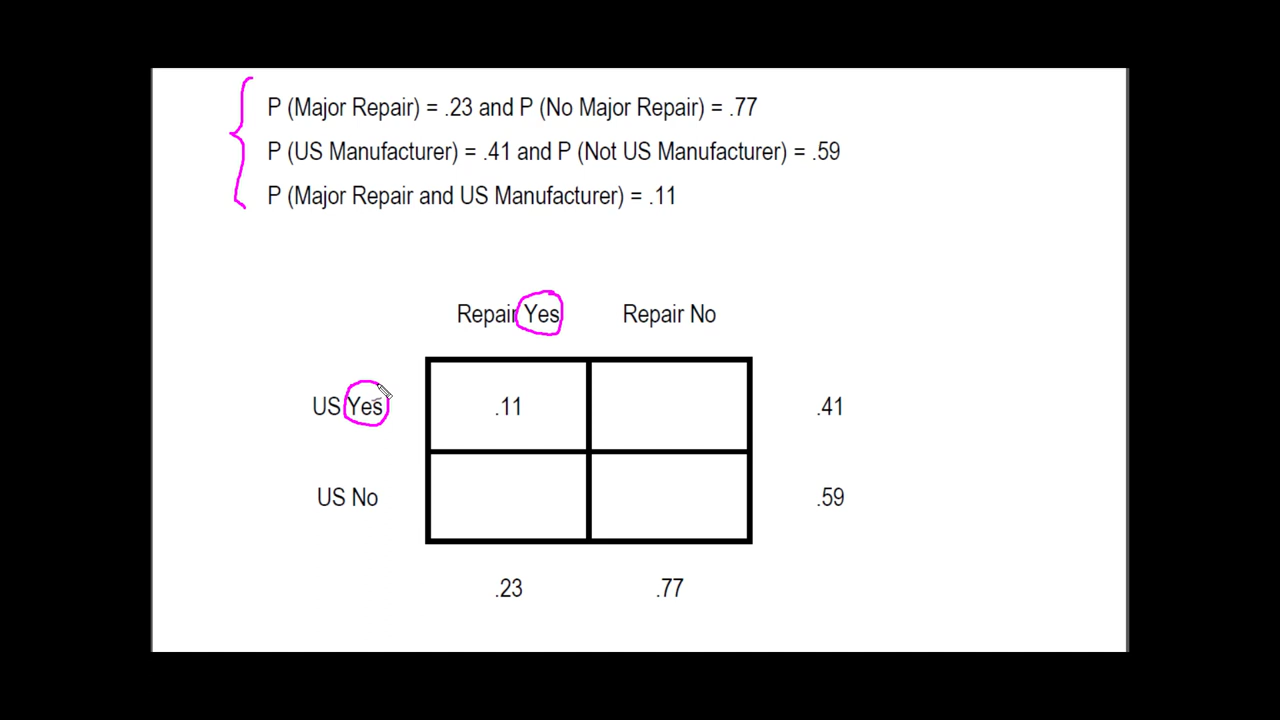 P (Major Repair) = .23 and P (No Major Repair) = .77
P (US Manufacturer) = .41 and P (Not US Manufacturer) = .59
P (Major Repair and US Manufacturer) = .11
Repair Yes Repair No
US Yes .11 .41
US No .59
.23 .77